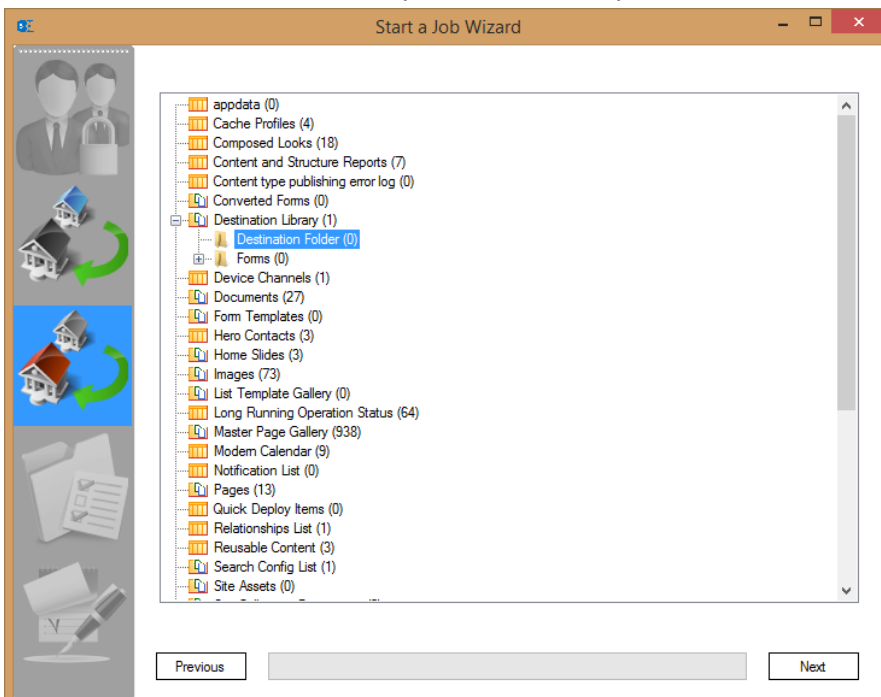 Start a Job Wizard
appdata (0)
Cache Profiles (4)
Composed Looks (18)
Content and Structure Reports (7)
Content type publishing error log (0)
Converted Forms (0)
Destination Library (1)
Destination Folder (0)
Forms (0)
Device Channels (1)
Documents (27)
Form Templates (0)
Hero Contacts (3)
Home Slides (3)
Images (73)
List Template Gallery (0)
Long Running Operation Status (64)
Master Page Gallery (938)
Modern Calendar (9)
Notification List (0)
Pages (13)
Quick Deploy Items (0)
Relationships List (1)
Reusable Content (3)
Search Config List (1)
Site Assets (0)
Previous
Next